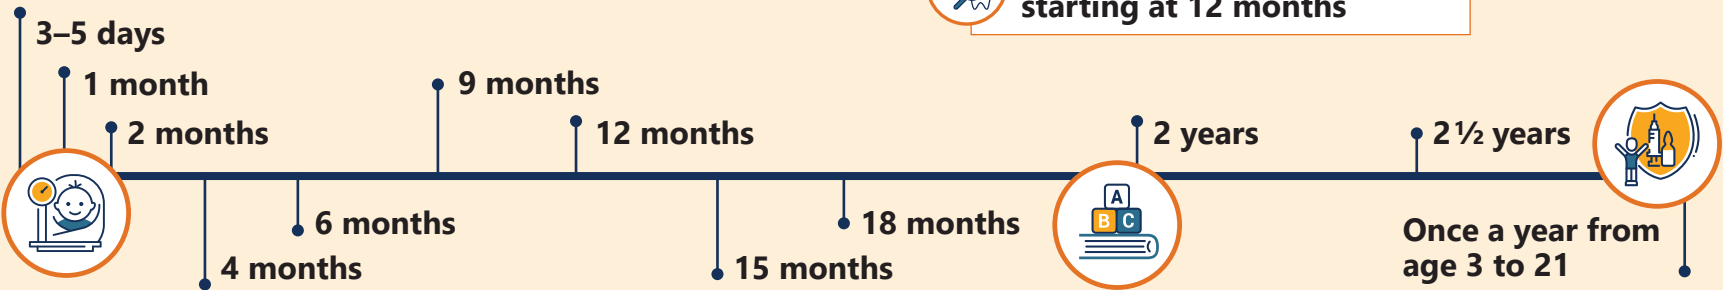 starting at 12 months
3–5 days
1 month
2 months
4 months
6 months
9 months
12 months
15 months
18 months
A
B C
2 years
2½ years
Once a year from
age 3 to 21